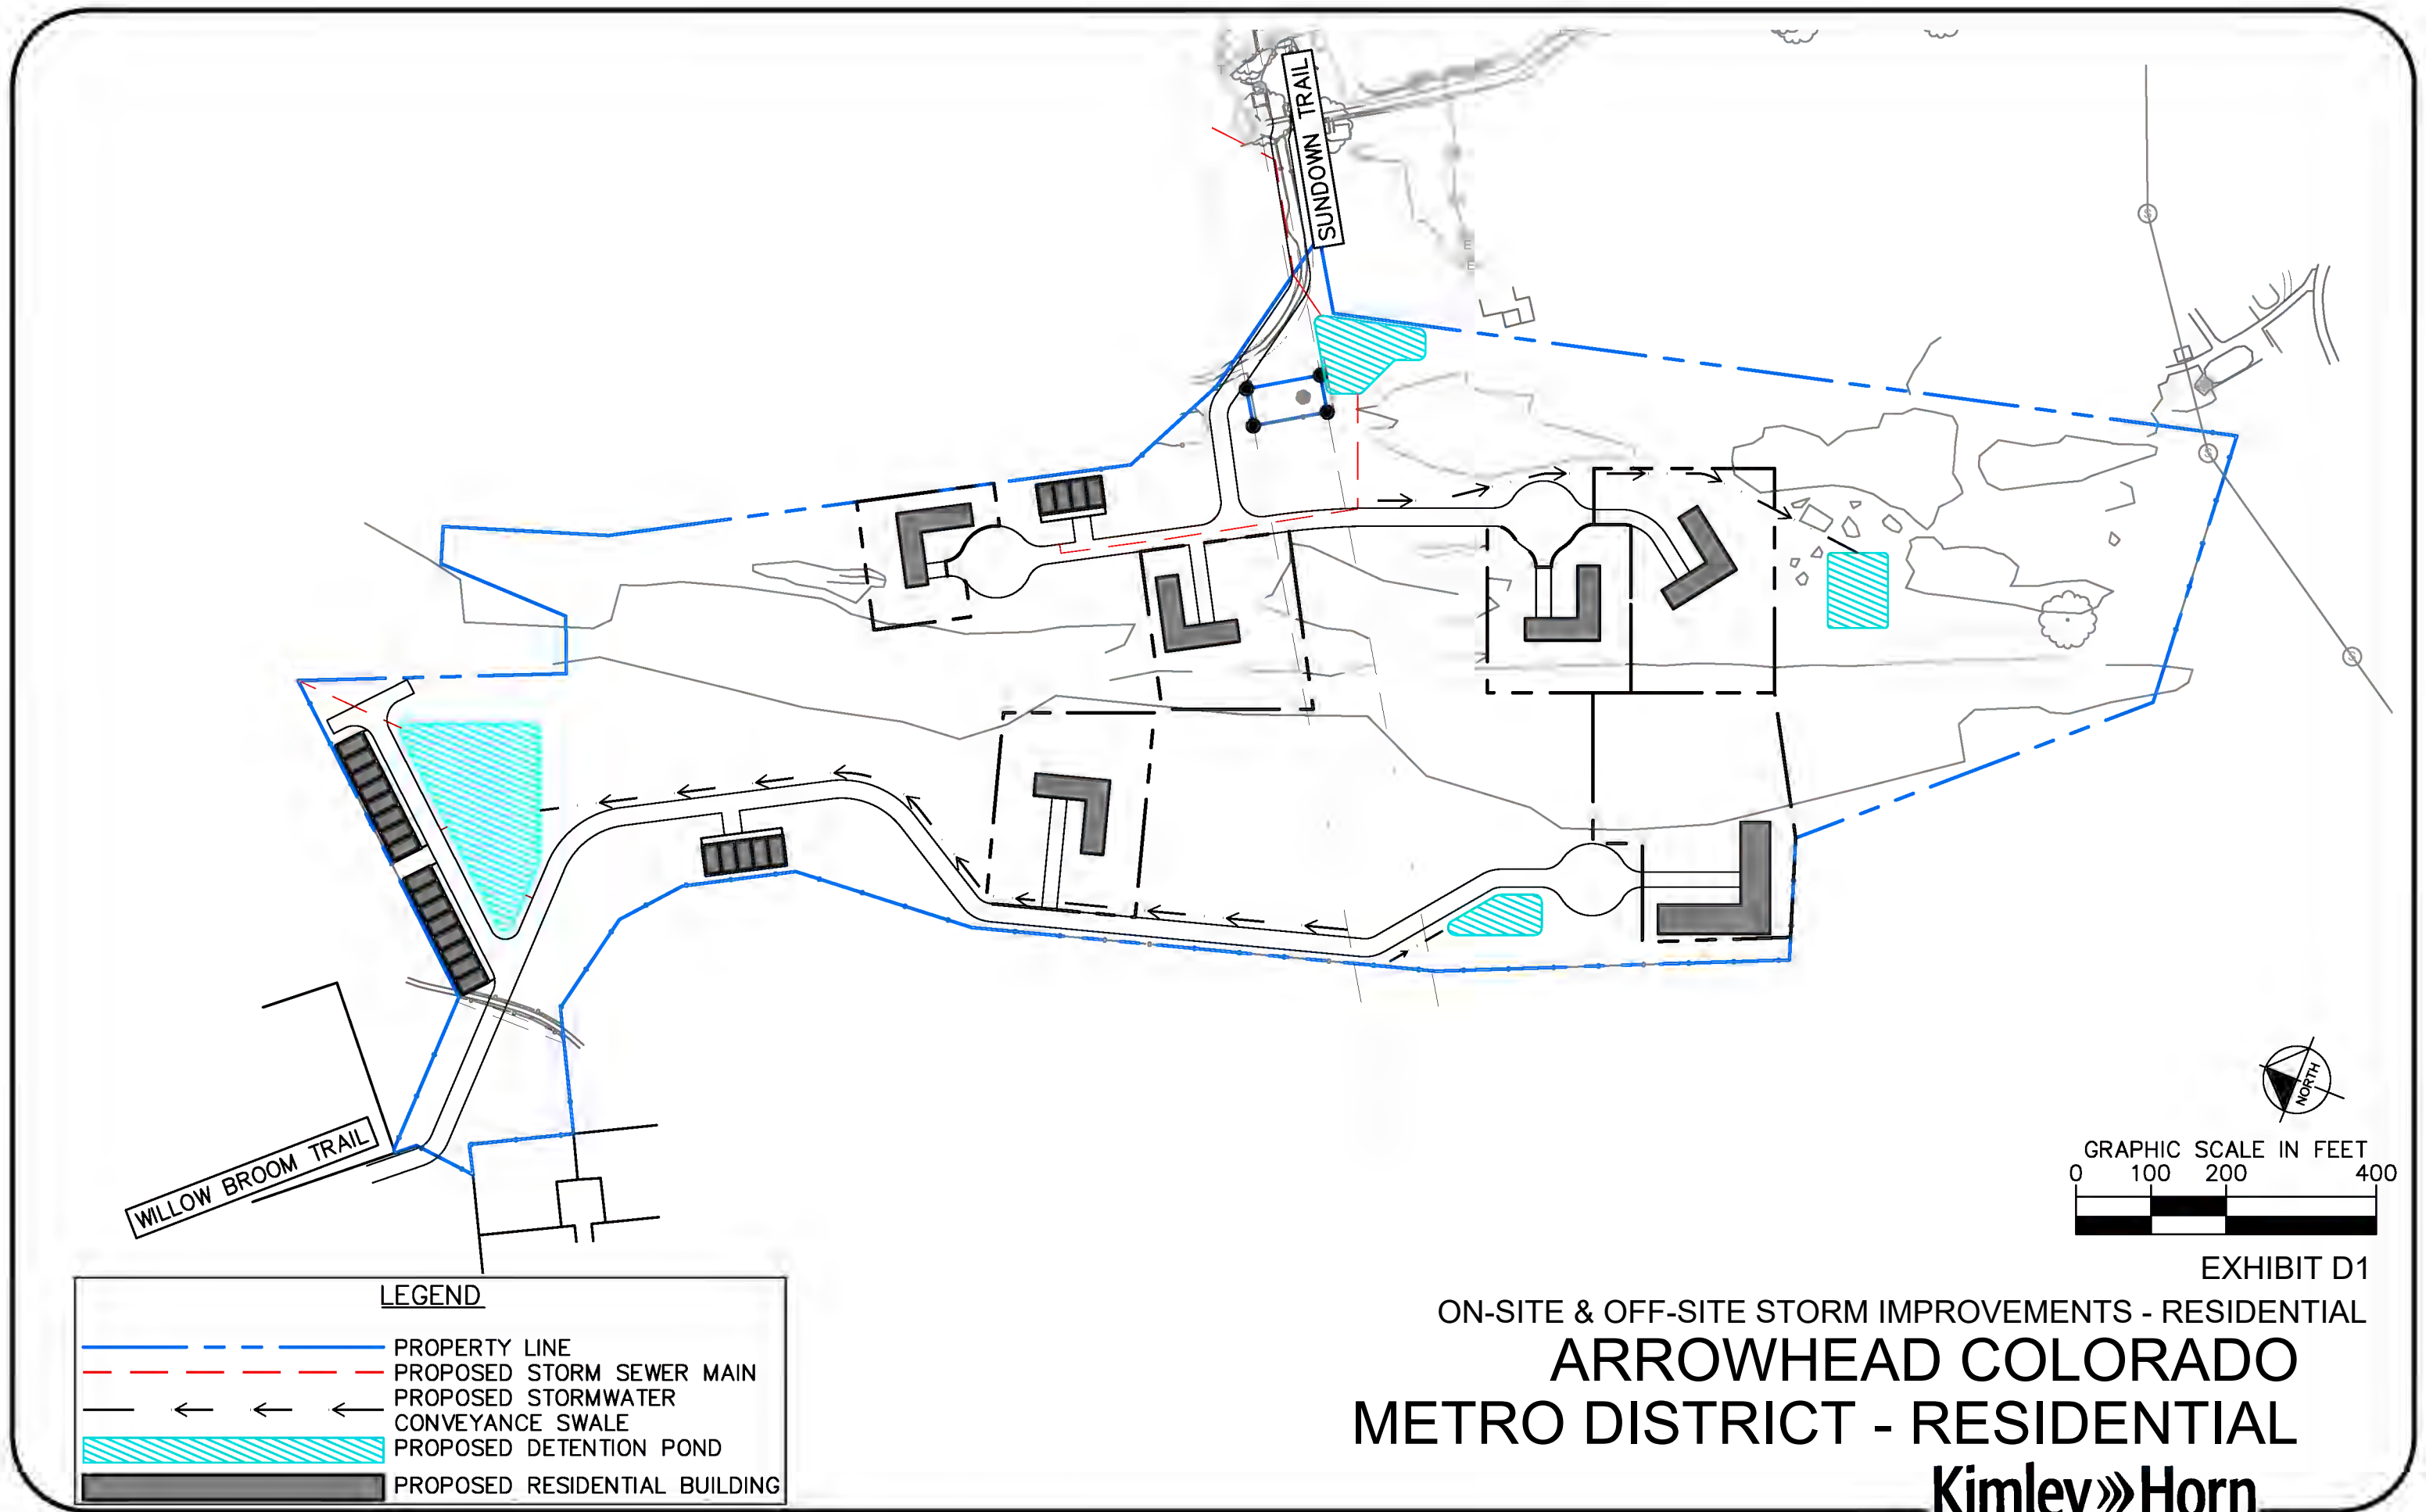 SUNDOWN TRAIL
E
E
S
S
S
WILLOW BROOM TRAIL
NORTH
GRAPHIC SCALE IN FEET
0 100 200 400
EXHIBIT D1
ON-SITE & OFF-SITE STORM IMPROVEMENTS - RESIDENTIAL
ARROWHEAD COLORADO
METRO DISTRICT - RESIDENTIAL
Kimley»Horn
LEGEND
PROPERTY LINE
PROPOSED STORM SEWER MAIN
PROPOSED STORMWATER
CONVEYANCE SWALE
PROPOSED DETENTION POND
PROPOSED RESIDENTIAL BUILDING